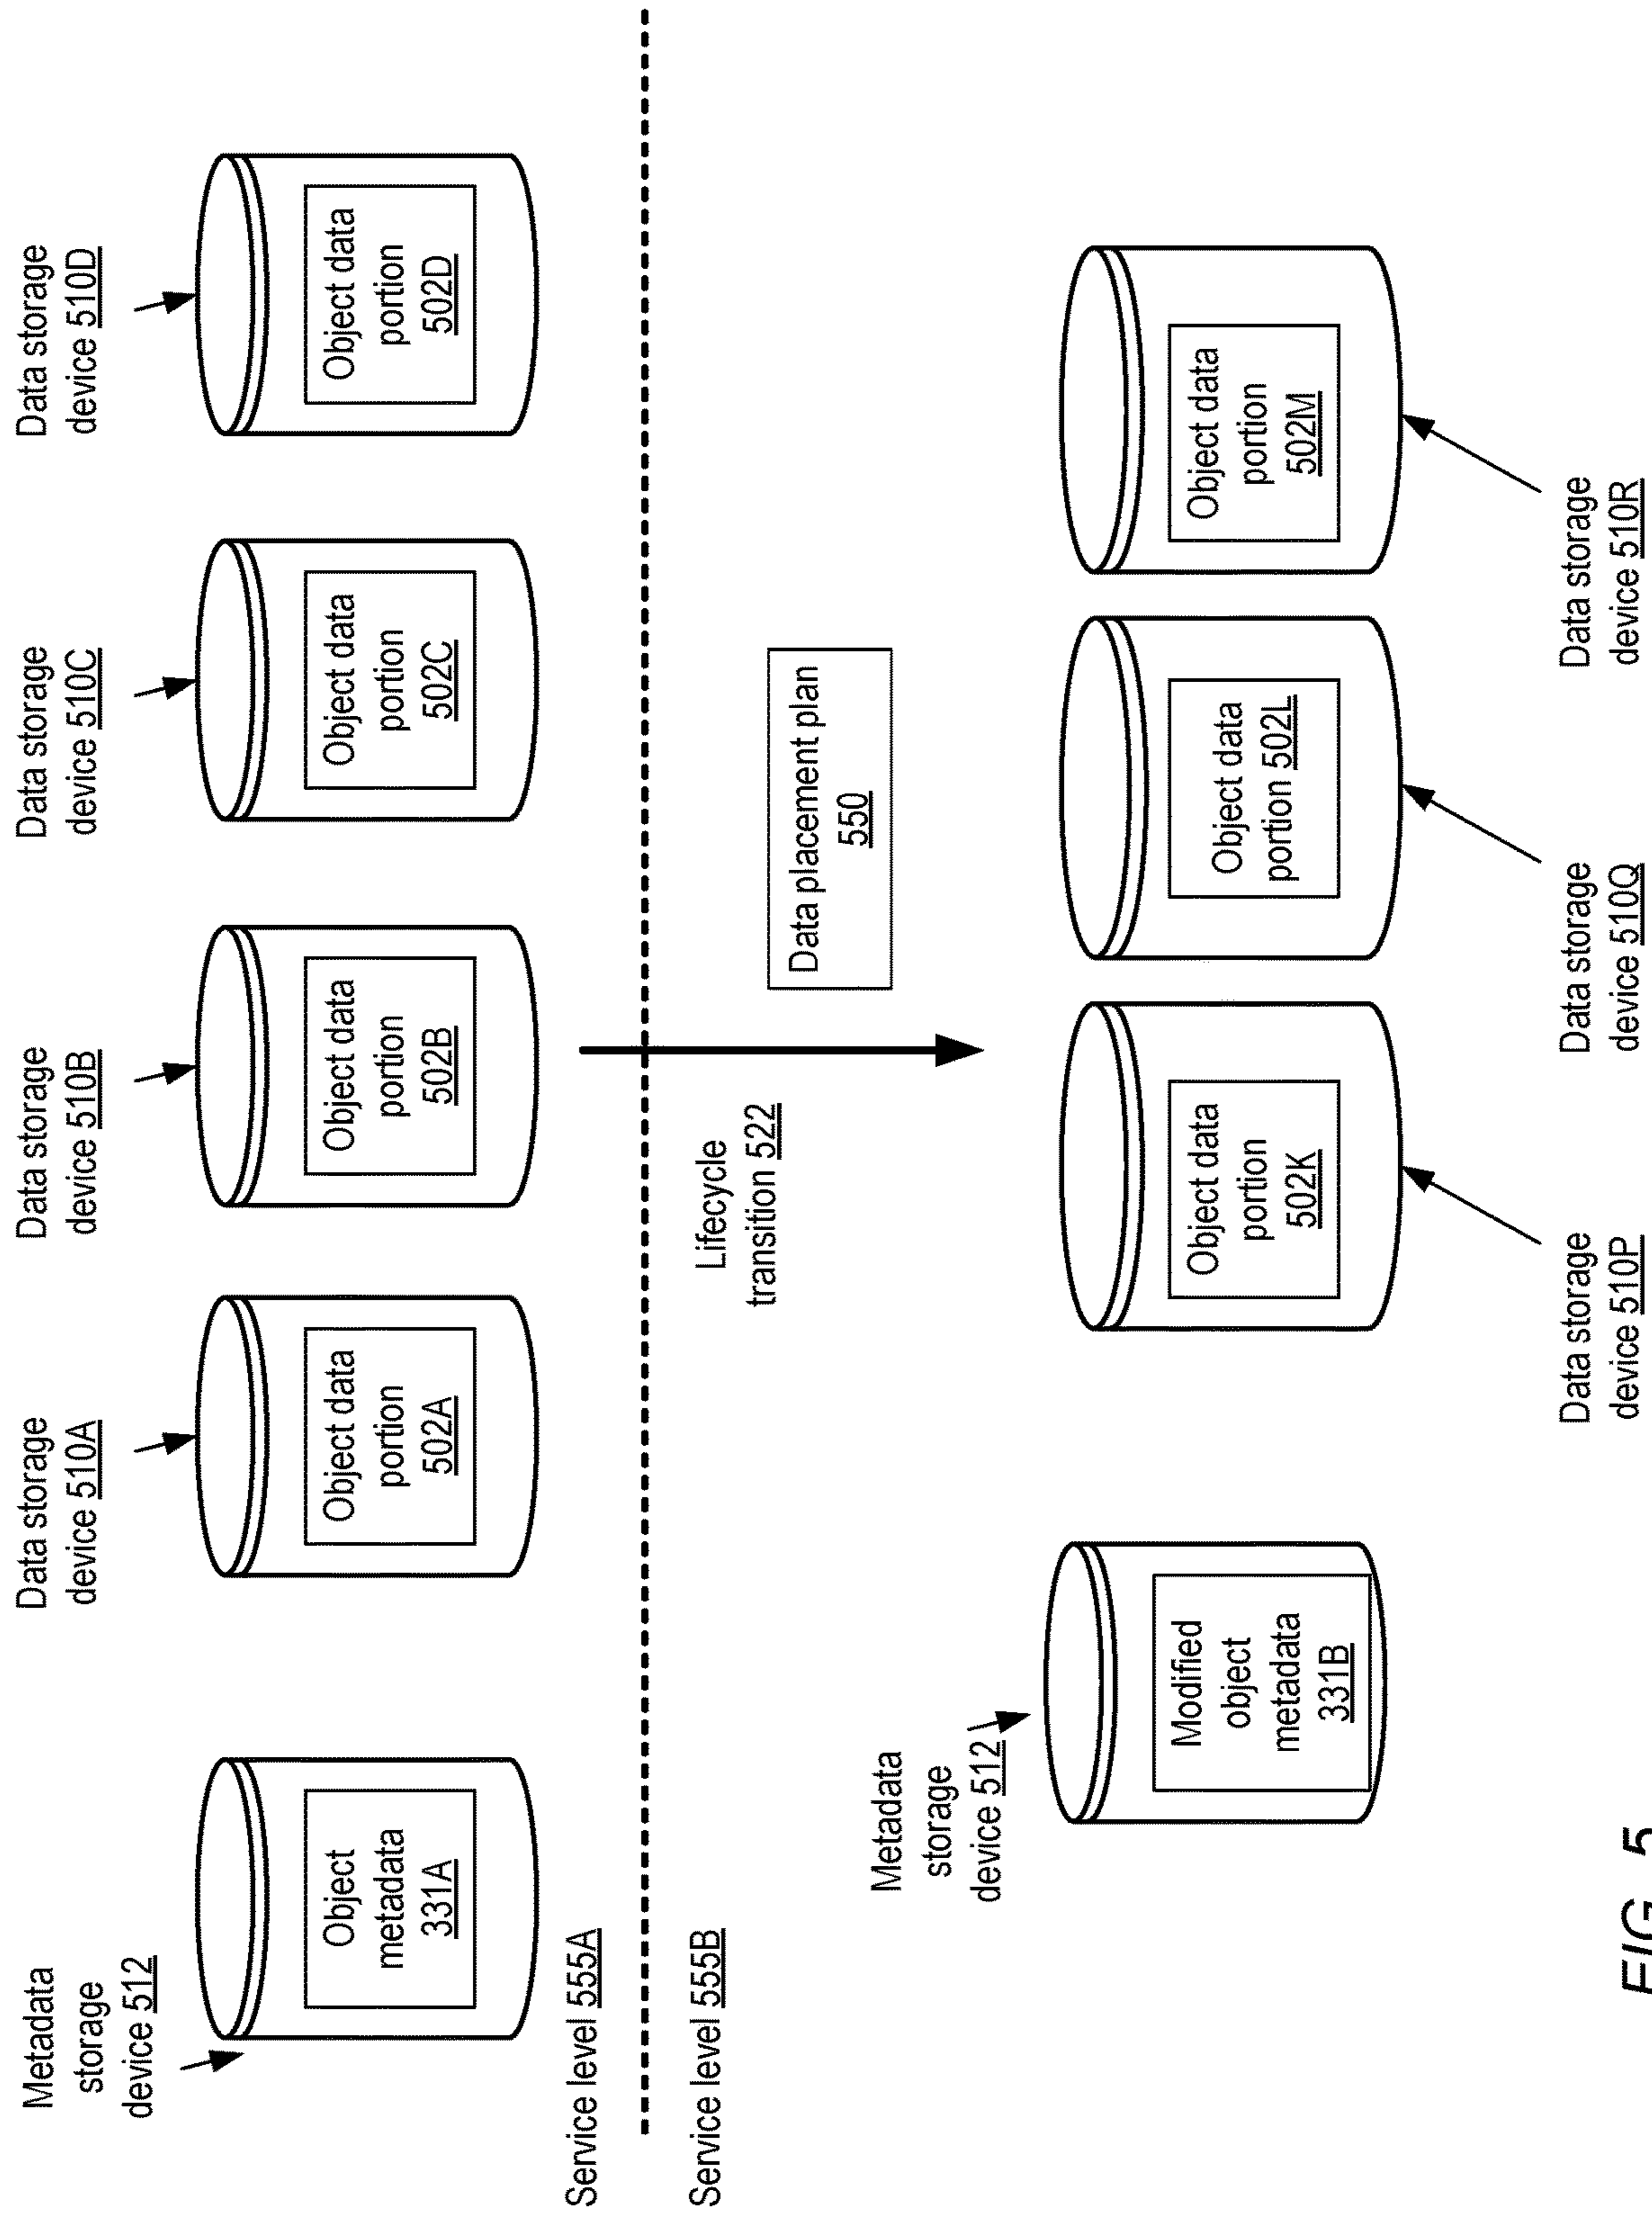 Metadata
storage
device 512
Data storage
device 510A
Data storage
device 510B
Data storage
device 510C
Data storage
device 510D
Object
metadata
331A
Object data
portion
502A
Object data
portion
502B
Object data
portion
502C
Object data
portion
502D
Service level 555A
Service level 555B
Lifecycle
transition 522
Data placement plan
550
Metadata
storage
device 512
Modified
object
metadata
331B
Object data
portion
502K
Object data
portion 502L
Object data
portion
502M
Data storage
device 510P
Data storage
device 510Q
Data storage
device 510R
FIG. 5